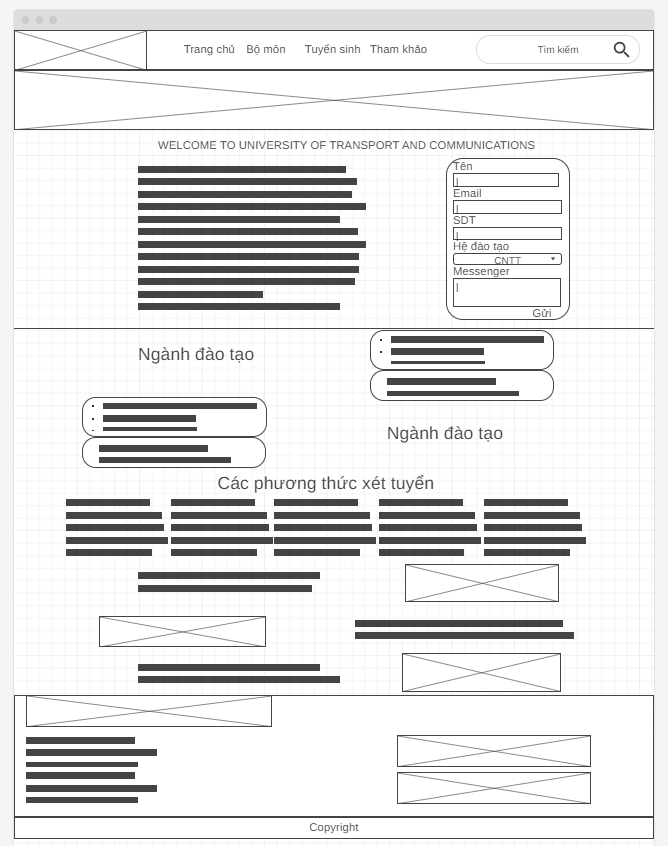 Trang chủ Bộ môn Tuyển sinh Tham khảo Tìm kiếm
WELCOME TO UNIVERSITY OF TRANSPORT AND COMMUNICATIONS
Tên
Email
SDT
Hệ đào tạo
CNTT
Messenger
Gửi
Ngành đào tạo
Ngành đào tạo
Các phương thức xét tuyển
Copyright